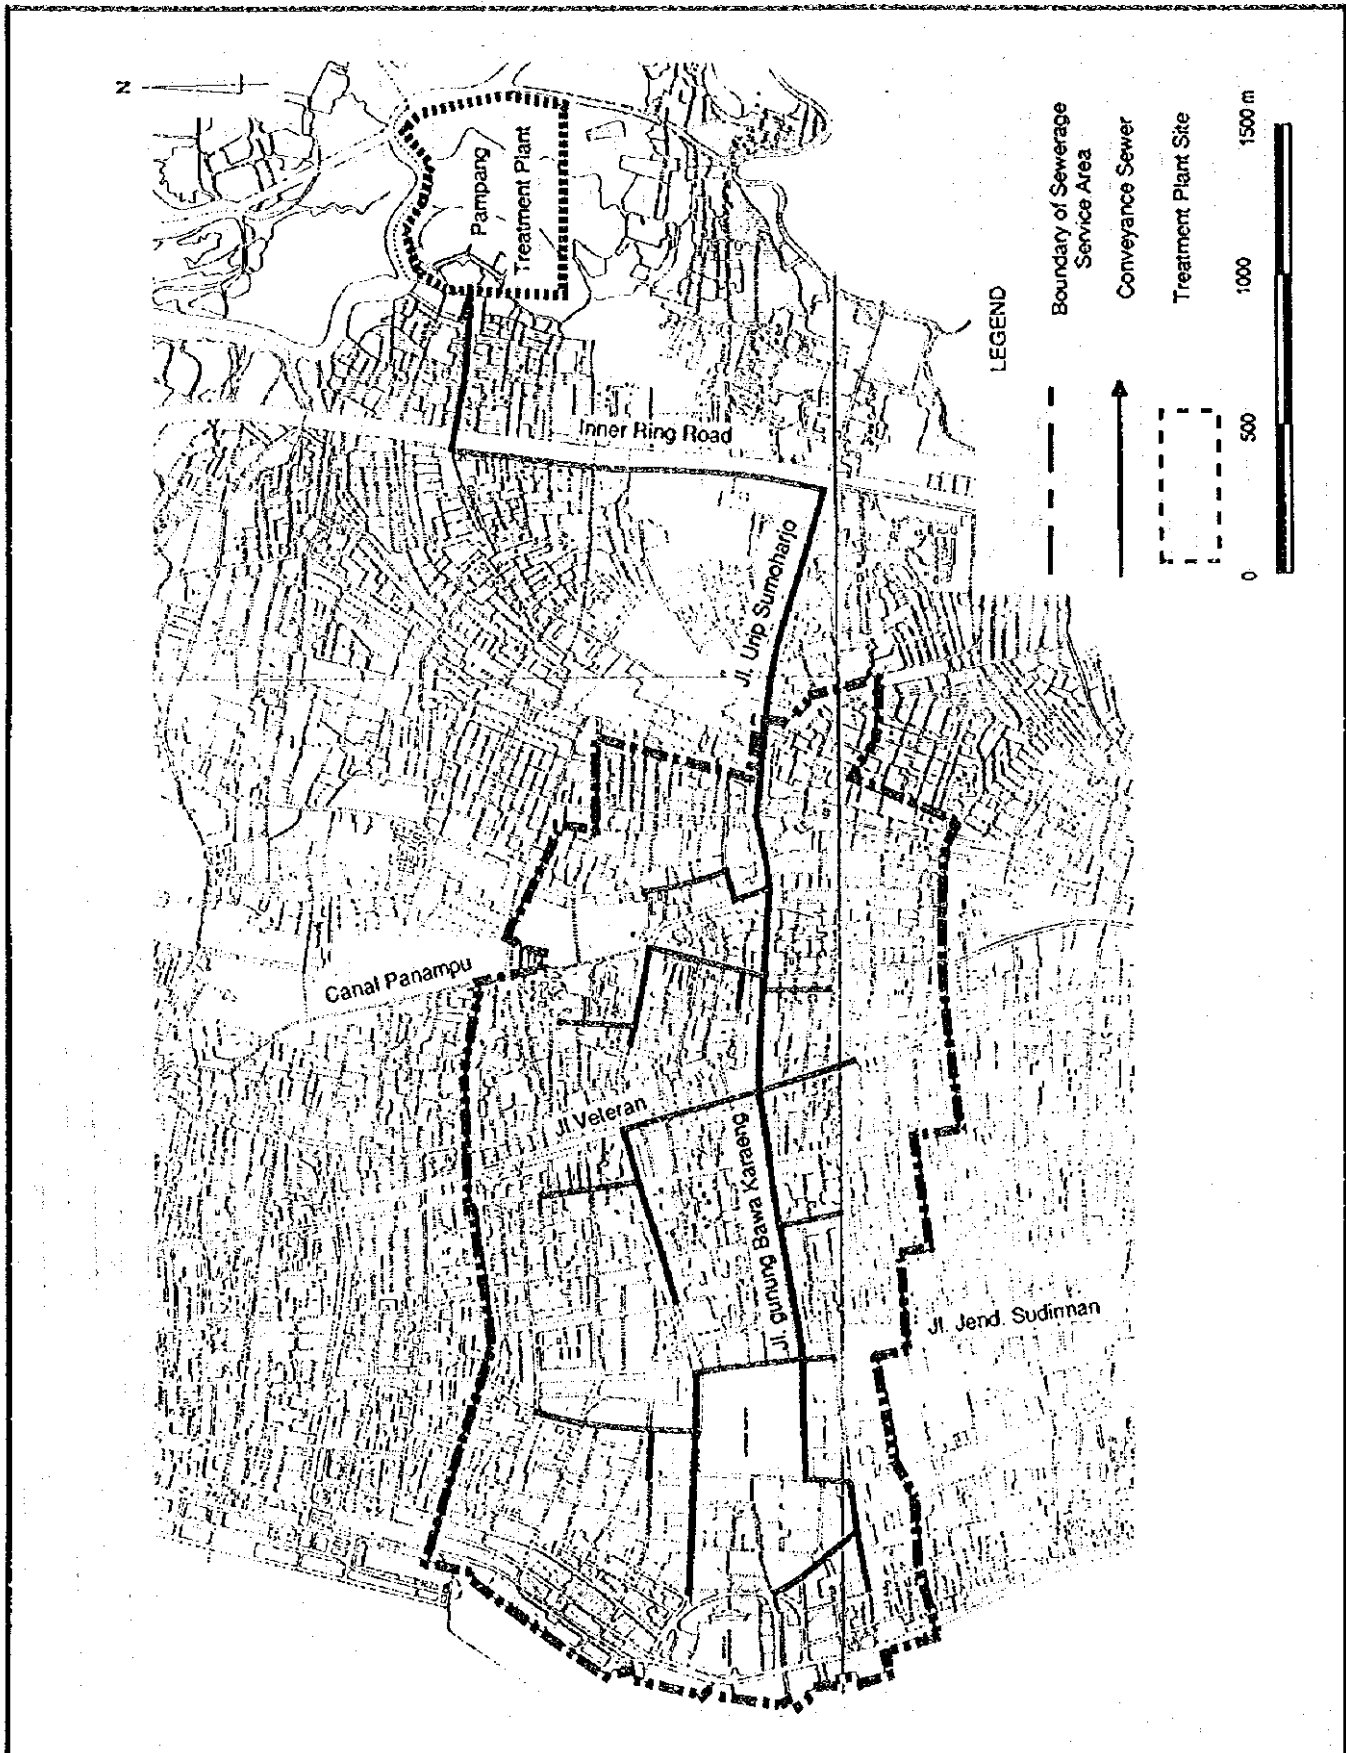 N
Pampang
Treatment Plant
Inner Ring Road
Jl. Urip Sumoharjo
Canal Panampu
Jl Veleran
Jl. gunung Bawa Karaeng
Jl. Jend. Sudirman
LEGEND
Boundary of Sewerage
Service Area
Conveyance Sewer
Treatment Plant Site
0 500 1000 1500 m